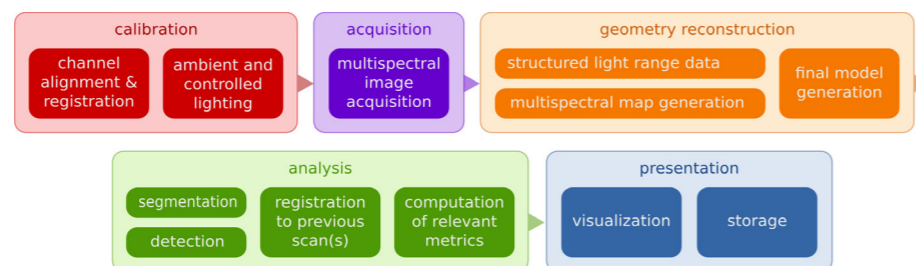 calibration
channel
alignment &
registration
ambient and
controlled
lighting
acquisition
multispectral
image
acquisition
geometry reconstruction
structured light range data
multispectral map generation
final model
generation
analysis
segmentation
detection
registration
to previous
scan(s)
computation
of relevant
metrics
presentation
visualization
storage